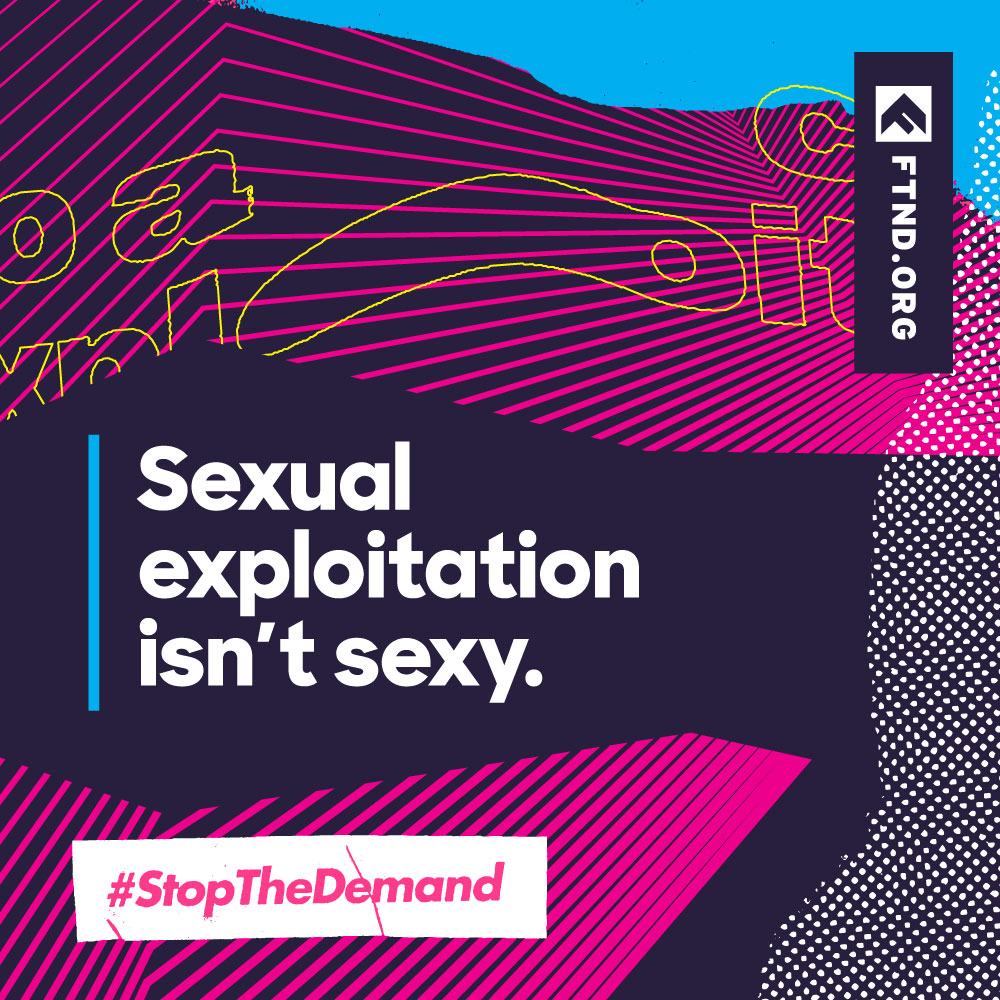 FTND.ORG
Sexual
exploitation
isn't sexy.
#StopTheDemand